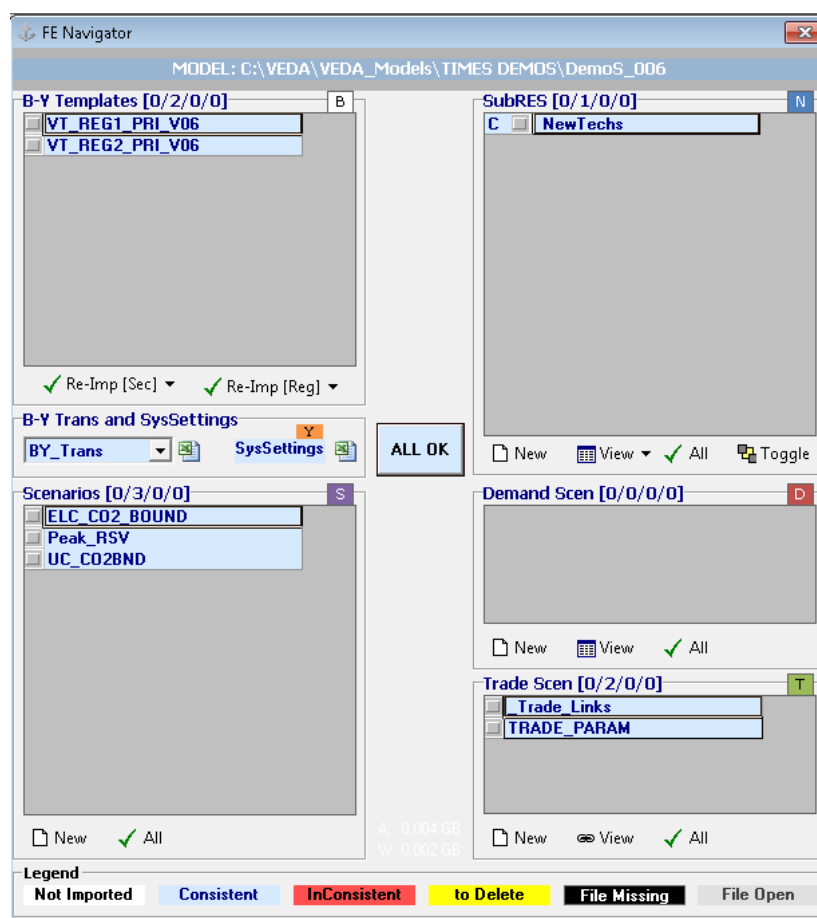 FE Navigator
MODEL: C:\VEDA\VEDA_Models\TIMES DEMOS\DemoS_006
B-Y Templates [0/2/0/0] B
VT_REG1_PRI_V06
VT_REG2_PRI_V06
Re-Imp [Sec] Re-Imp [Reg]
B-Y Trans and SysSettings
Y
BY_Trans SysSettings
ALL OK
SubRES [0/1/0/0] N
C NewTechs
New View All Toggle
Scenarios [0/3/0/0] S
ELC_CO2_BOUND
Peak_RSV
UC_CO2BND
New All
Demand Scen [0/0/0/0] D
New View All
Trade Scen [0/2/0/0] T
_Trade_Links
TRADE_PARAM
A: 0.004 GB
W: 0.002 GB
New View All
Legend
Not Imported Consistent InConsistent to Delete File Missing File Open